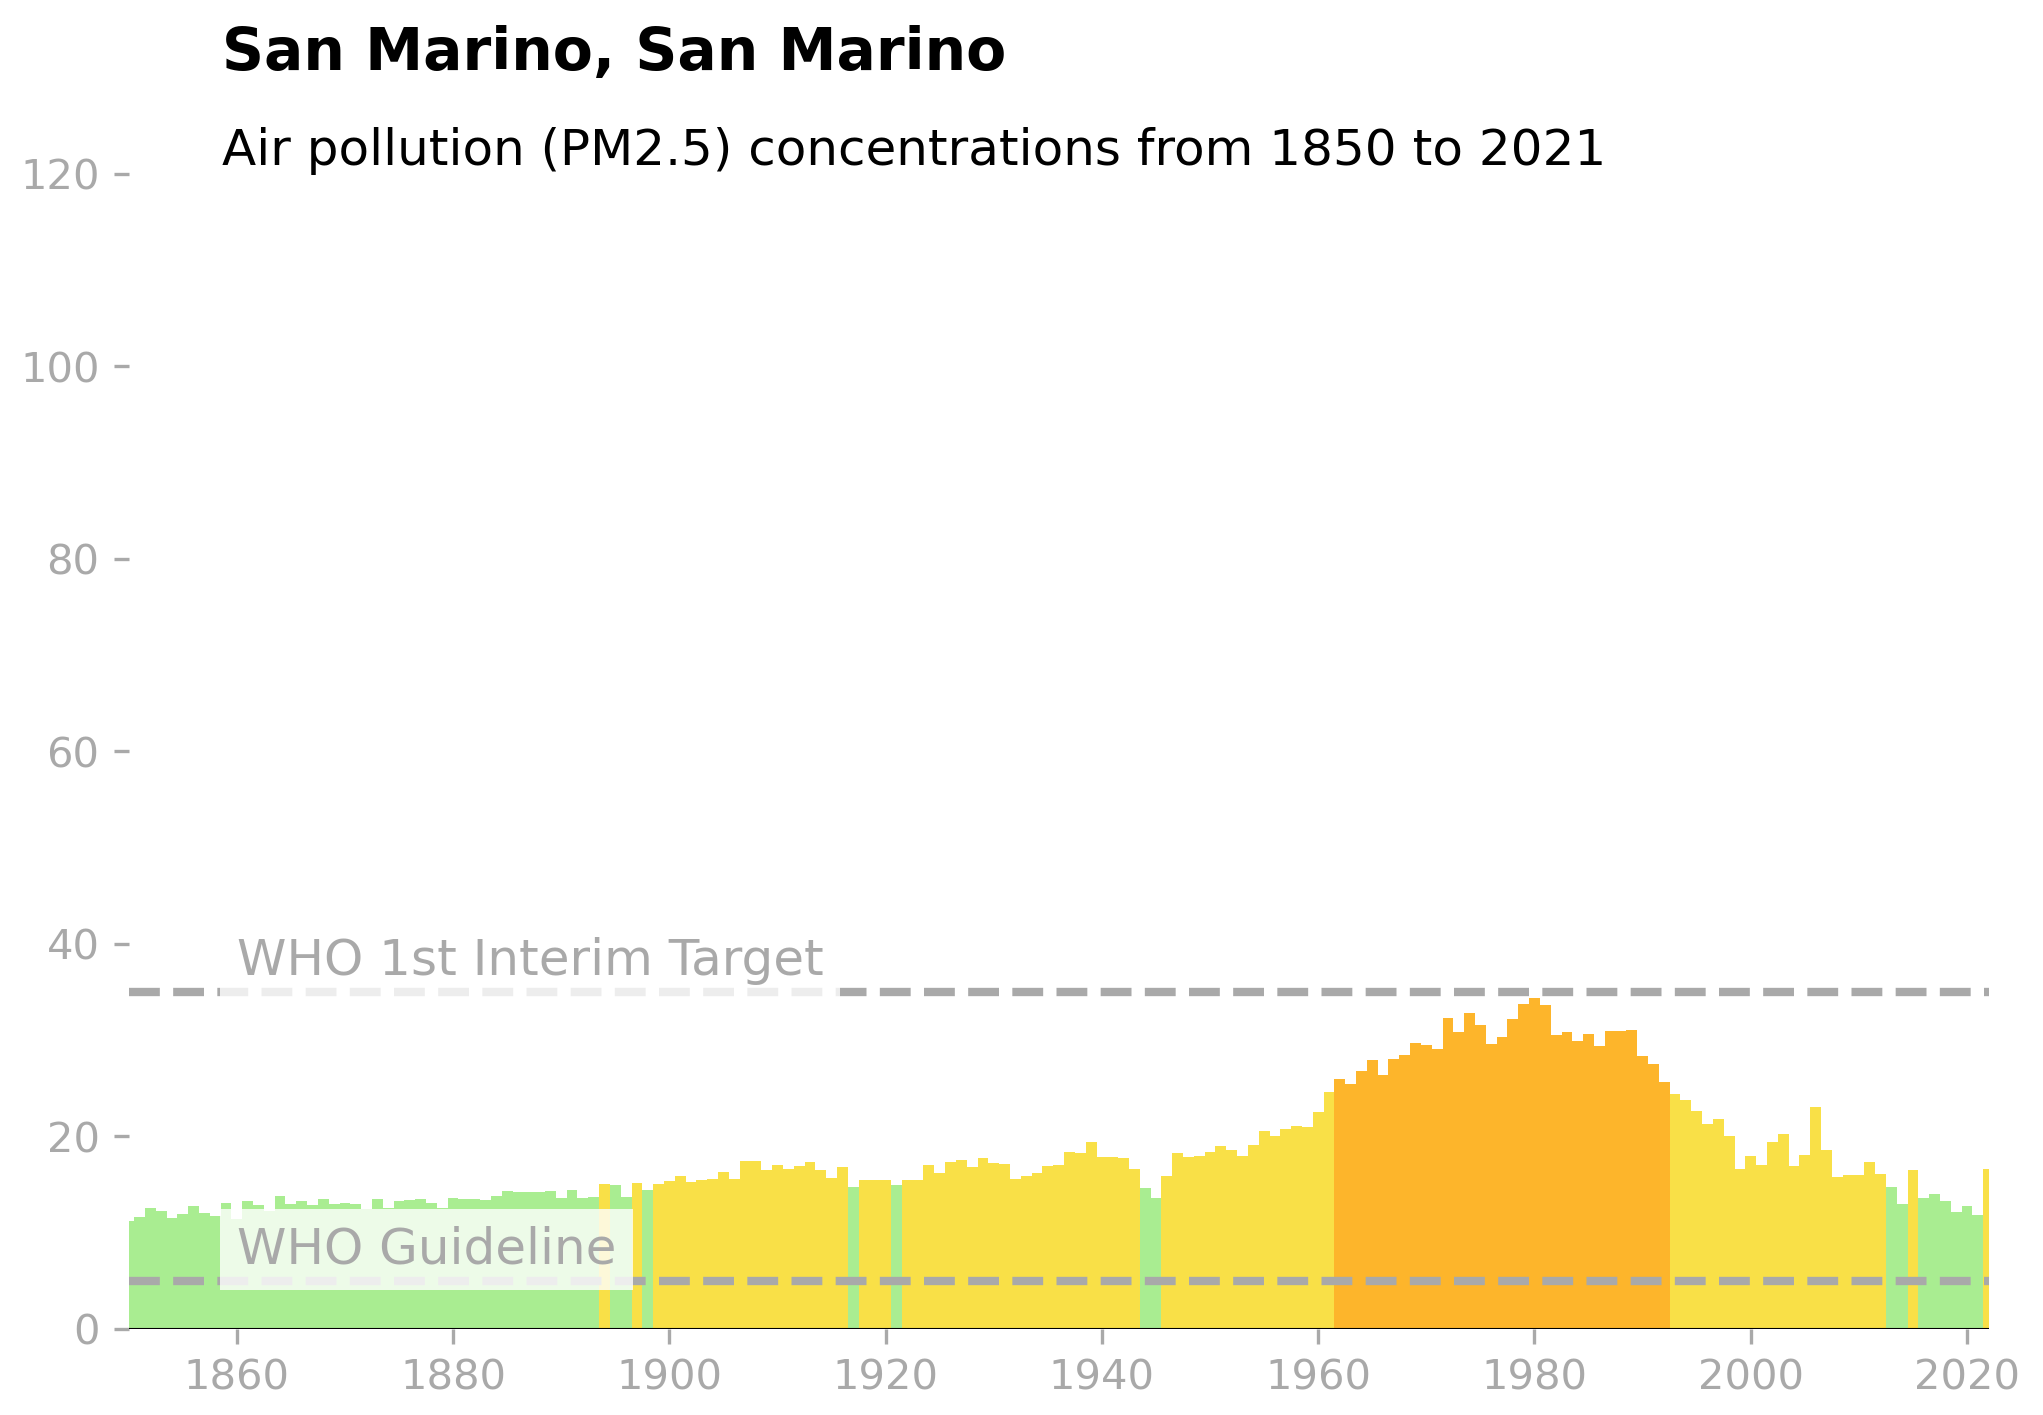 San Marino, San Marino
Air pollution (PM2.5) concentrations from 1850 to 2021
120
100
80
60
40
WHO 1st Interim Target
20
WHO Guideline
0
1860 1880 1900 1920 1940 1960 1980 2000 2020